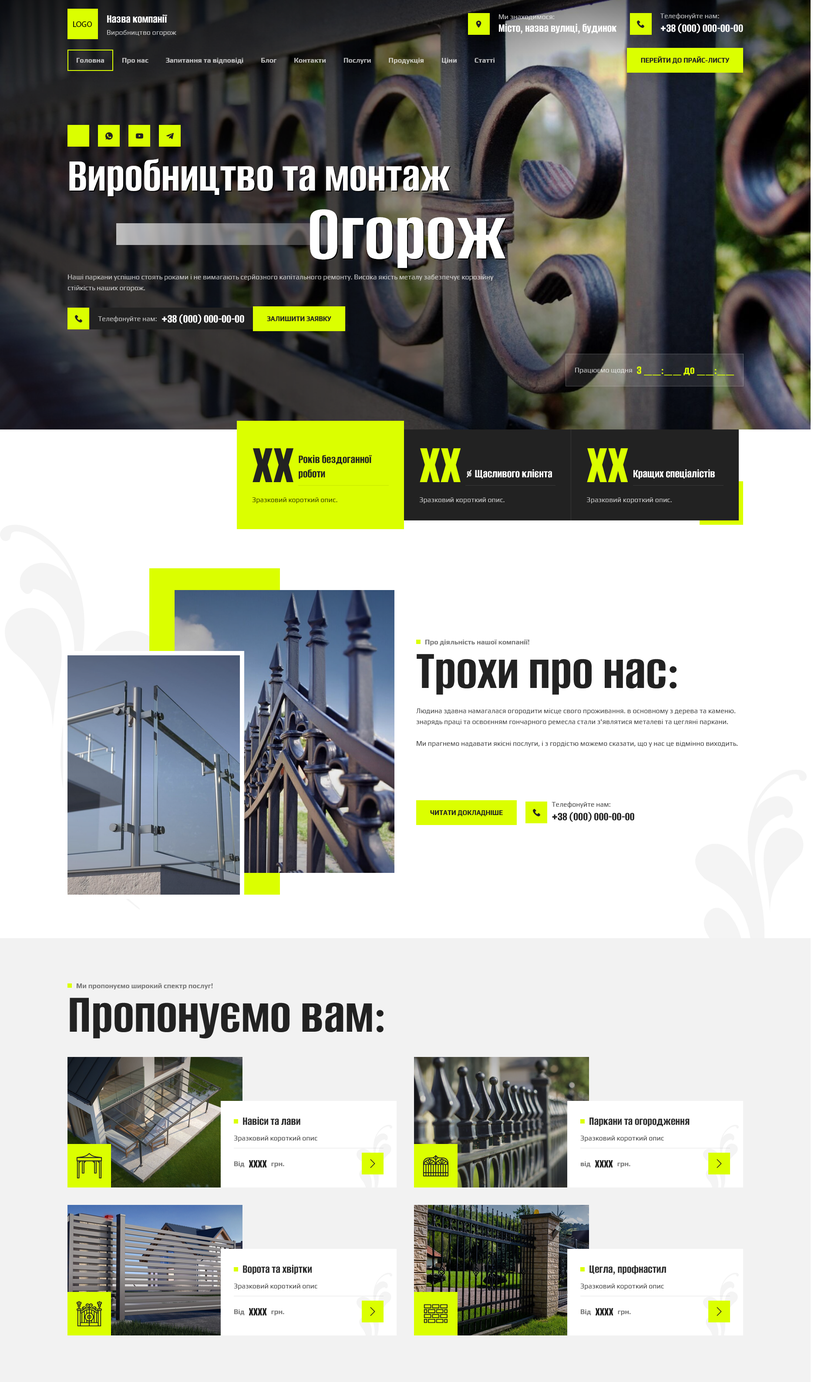 LOGO
Назва компанії
Виробництво огорож
Ми знаходимося:
Місто, назва вулиці, будинок
Телефонуйте нам:
+38 (000) 000-00-00
Головна
Про нас
Запитання та відповіді
Блог
Контакти
Послуги
Продукція
Ціни
Статті
ПЕРЕЙТИ ДО ПРАЙС-ЛИСТУ
Виробництво та монтаж
Огорож
Наші паркани успішно стоять роками і не вимагають серйозного капітального ремонту. Висока якість металу забезпечує корозійну
стійкість наших огорож.
Телефонуйте нам: +38 (000) 000-00-00
ЗАЛИШИТИ ЗАЯВКУ
Працюємо щодня З __:__ до __:__
XX Років бездоганної
роботи
Зразковий короткий опис.
XX Щасливого клієнта
Зразковий короткий опис.
XX Кращих спеціалістів
Зразковий короткий опис.
Про діяльність нашої компанії!
Трохи про нас:
Людина здавна намагалася огородити місце свого проживання. в основному з дерева та каменю.
знарядь праці та освоєнням гончарного ремесла стали з'являтися металеві та цегляні паркани.
Ми прагнемо надавати якісні послуги, і з гордістю можемо сказати, що у нас це відмінно виходить.
ЧИТАТИ ДОКЛАДНІШЕ
Телефонуйте нам:
+38 (000) 000-00-00
Ми пропонуємо широкий спектр послуг!
Пропонуємо вам:
Навіси та лави
Зразковий короткий опис
Від XXXX грн.
Паркани та огородження
Зразковий короткий опис
від XXXX грн.
Ворота та хвіртки
Зразковий короткий опис
Від XXXX грн.
Цегла, профнастил
Зразковий короткий опис
Від XXXX грн.